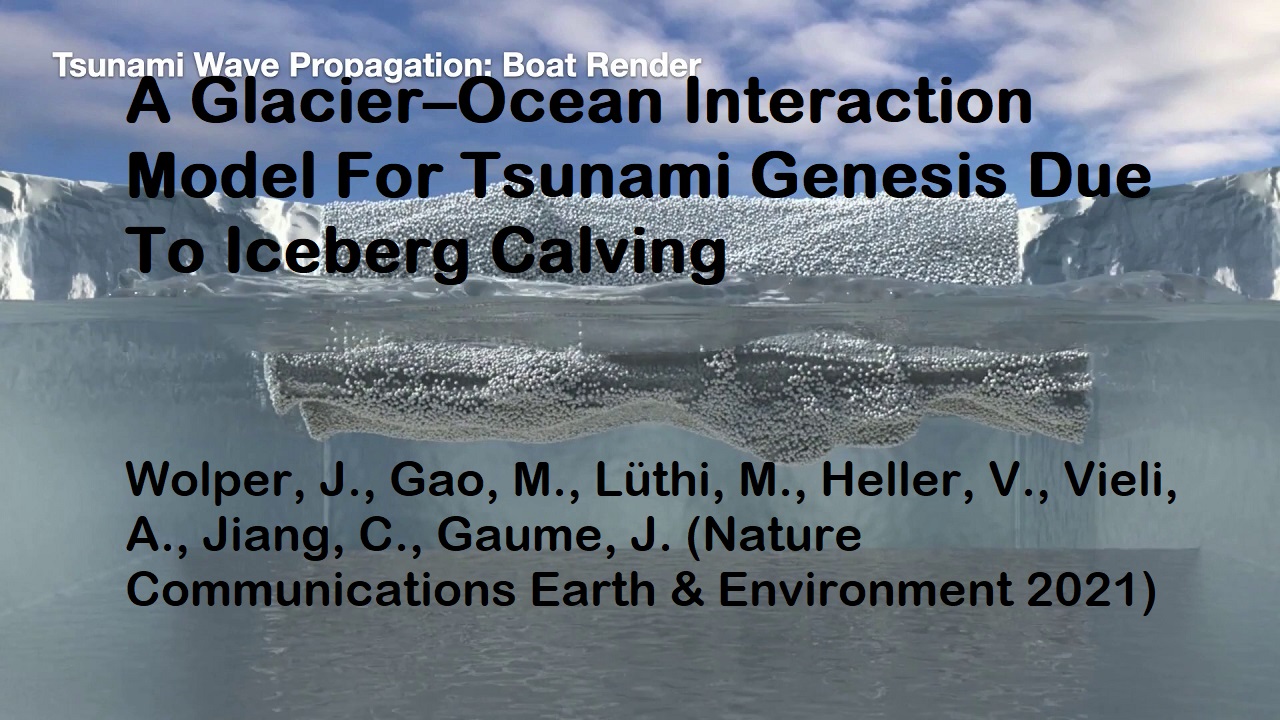 Tsunami Wave Propagation: Boat Render
A Glacier–Ocean Interaction
Model For Tsunami Genesis Due
To Iceberg Calving
Wolper, J., Gao, M., Lüthi, M., Heller, V., Vieli,
A., Jiang, C., Gaume, J. (Nature
Communications Earth & Environment 2021)